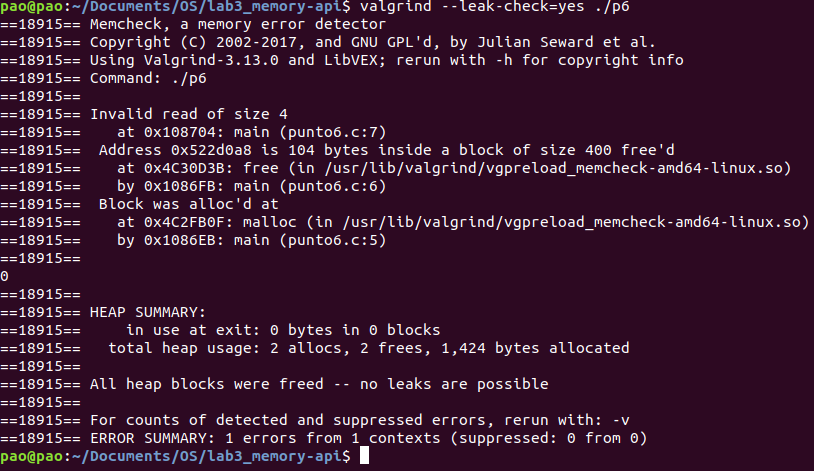 pao@pao:~/Documents/OS/lab3_memory-api$ valgrind --leak-check=yes ./p6
==18915== Memcheck, a memory error detector
==18915== Copyright (C) 2002-2017, and GNU GPL'd, by Julian Seward et al.
==18915== Using Valgrind-3.13.0 and LibVEX; rerun with -h for copyright info
==18915== Command: ./p6
==18915==
==18915== Invalid read of size 4
==18915==    at 0x108704: main (punto6.c:7)
==18915==  Address 0x522d0a8 is 104 bytes inside a block of size 400 free'd
==18915==    at 0x4C30D3B: free (in /usr/lib/valgrind/vgpreload_memcheck-amd64-linux.so)
==18915==    by 0x1086FB: main (punto6.c:6)
==18915==  Block was alloc'd at
==18915==    at 0x4C2FB0F: malloc (in /usr/lib/valgrind/vgpreload_memcheck-amd64-linux.so)
==18915==    by 0x1086EB: main (punto6.c:5)
==18915==
0
==18915==
==18915== HEAP SUMMARY:
==18915==     in use at exit: 0 bytes in 0 blocks
==18915==   total heap usage: 2 allocs, 2 frees, 1,424 bytes allocated
==18915==
==18915== All heap blocks were freed -- no leaks are possible
==18915==
==18915== For counts of detected and suppressed errors, rerun with: -v
==18915== ERROR SUMMARY: 1 errors from 1 contexts (suppressed: 0 from 0)
pao@pao:~/Documents/OS/lab3_memory-api$